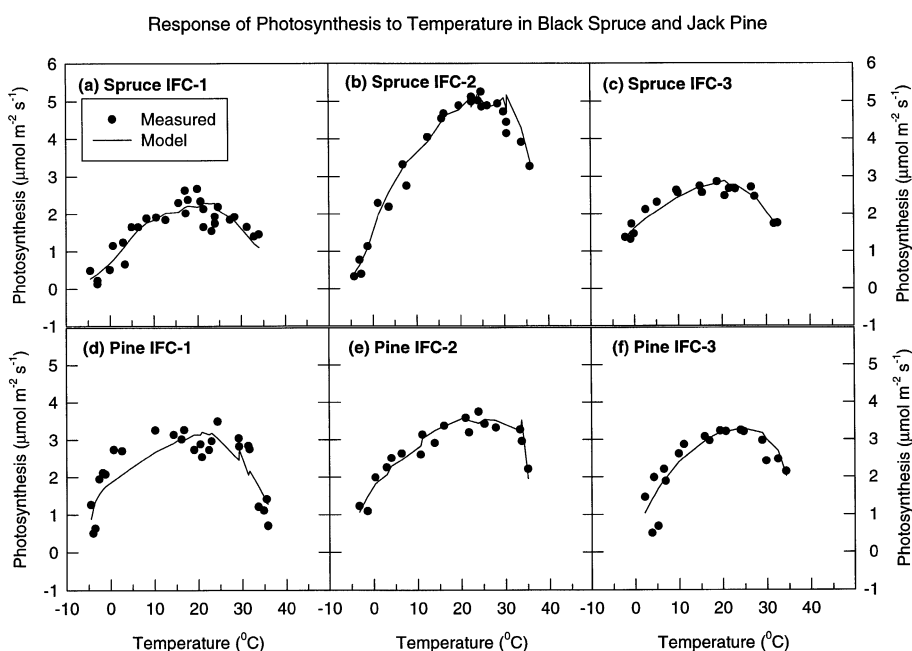 Response of Photosynthesis to Temperature in Black Spruce and Jack Pine
Photosynthesis (μmol m⁻² s⁻¹)
6
5
4
3
2
1
0
-1
(a) Spruce IFC-1
Measured
Model
(b) Spruce IFC-2
(c) Spruce IFC-3
6
5
4
3
2
1
0
-1
Photosynthesis (μmol m⁻² s⁻¹)
Photosynthesis (μmol m⁻² s⁻¹)
5
4
3
2
1
0
-1
(d) Pine IFC-1
(e) Pine IFC-2
(f) Pine IFC-3
5
4
3
2
1
0
-1
Photosynthesis (μmol m⁻² s⁻¹)
-10 0 10 20 30 40 -10 0 10 20 30 40 -10 0 10 20 30 40
Temperature (⁰C) Temperature (⁰C) Temperature (⁰C)